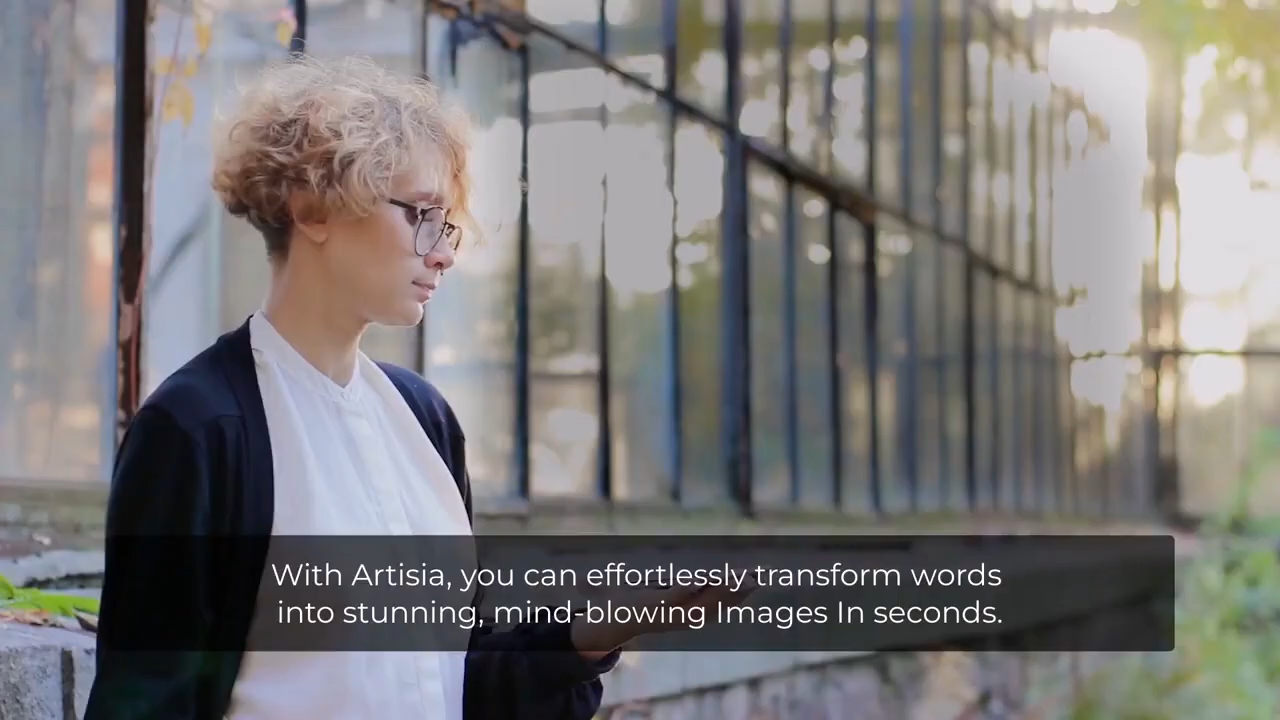 With Artisia, you can effortlessly transform words
into stunning, mind-blowing Images In seconds.